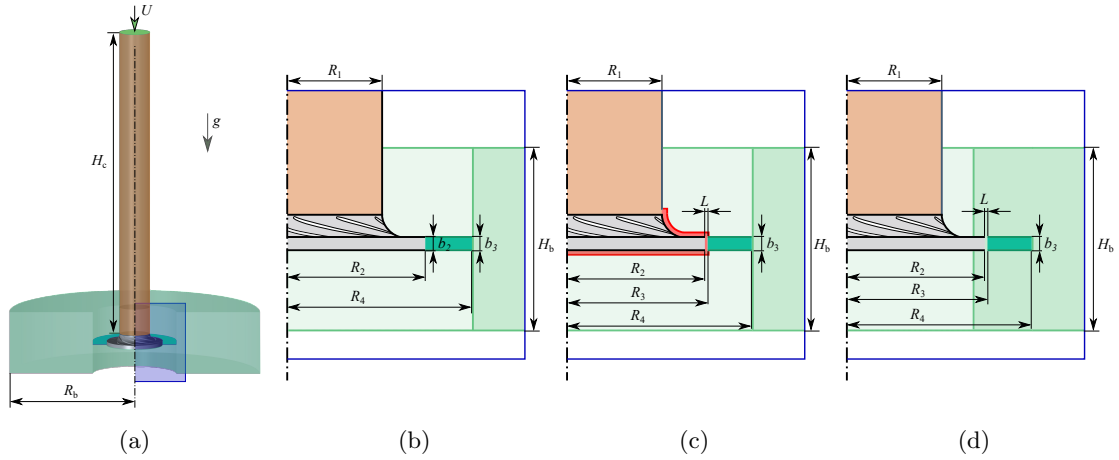 U
g
H_c
R_b
(a)
R_1
b_2
b_3
H_b
R_2
R_4
(b)
R_1
L
b_3
H_b
R_2
R_3
R_4
(c)
R_1
L
b_3
H_b
R_2
R_3
R_4
(d)